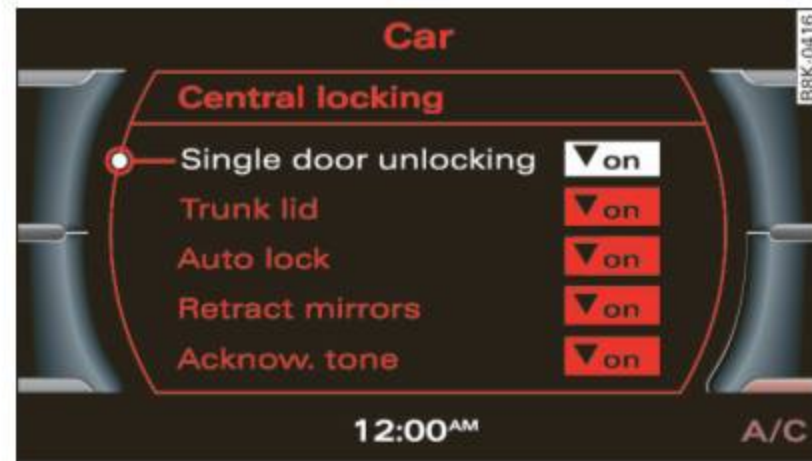 Car
B8K-0416
Central locking
Single door unlocking ▼on
Trunk lid ▼on
Auto lock ▼on
Retract mirrors ▼on
Acknow. tone ▼on
12:00AM
A/C